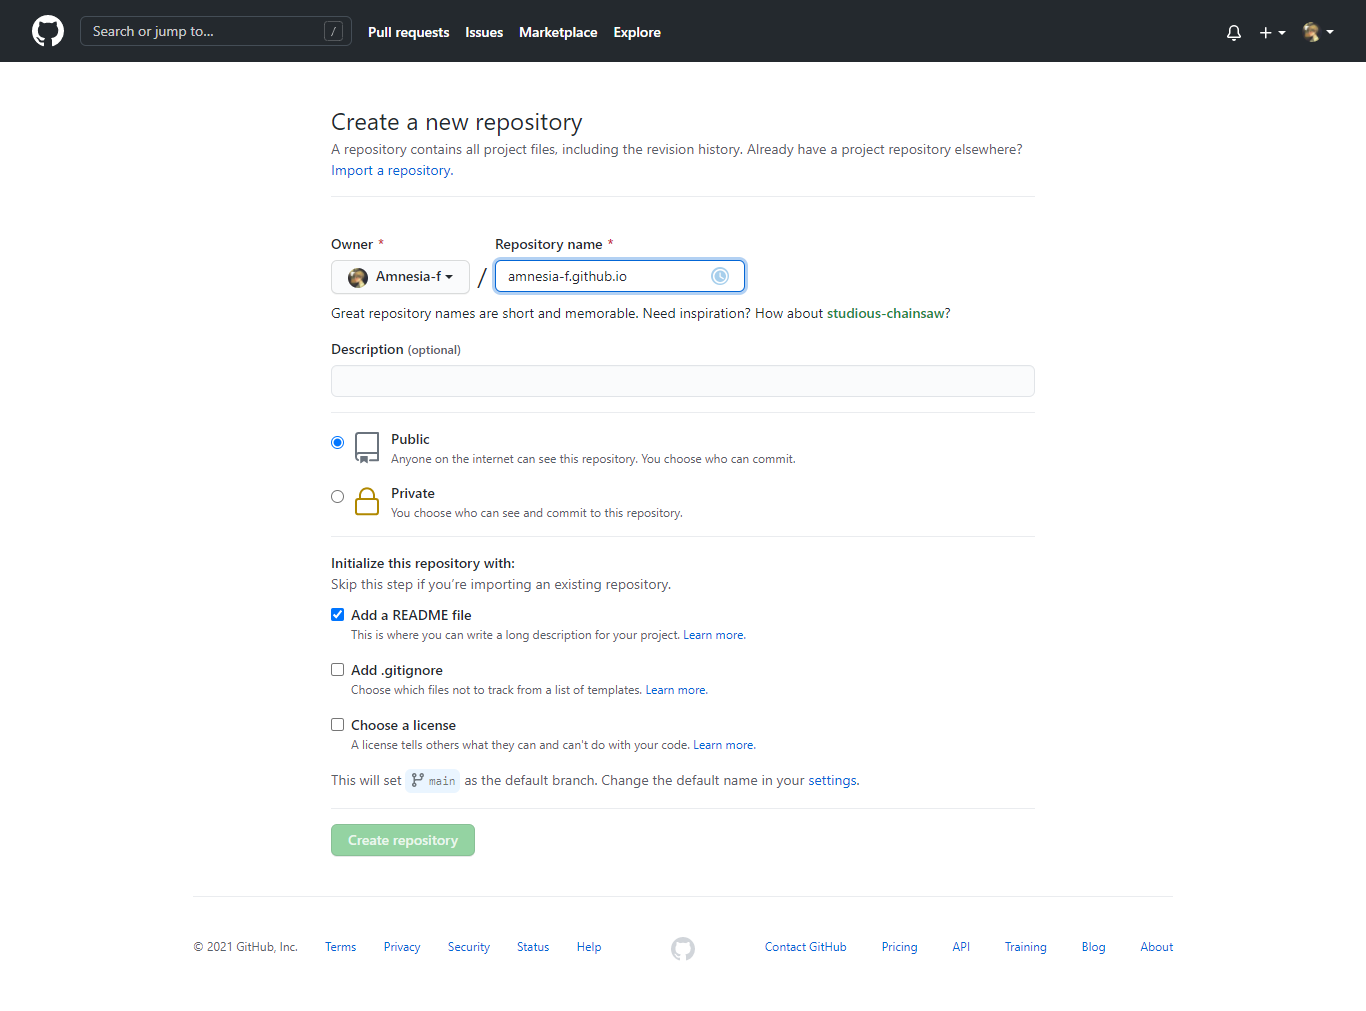 Search or jump to... / Pull requests Issues Marketplace Explore
Create a new repository
A repository contains all project files, including the revision history. Already have a project repository elsewhere?
Import a repository.
Owner * Repository name *
Amnesia-f / amnesia-f.github.io
Great repository names are short and memorable. Need inspiration? How about studious-chainsaw?
Description (optional)
Public
Anyone on the internet can see this repository. You choose who can commit.
Private
You choose who can see and commit to this repository.
Initialize this repository with:
Skip this step if you're importing an existing repository.
Add a README file
This is where you can write a long description for your project. Learn more.
Add .gitignore
Choose which files not to track from a list of templates. Learn more.
Choose a license
A license tells others what they can and can't do with your code. Learn more.
This will set main as the default branch. Change the default name in your settings.
Create repository
© 2021 GitHub, Inc. Terms Privacy Security Status Help Contact GitHub Pricing API Training Blog About